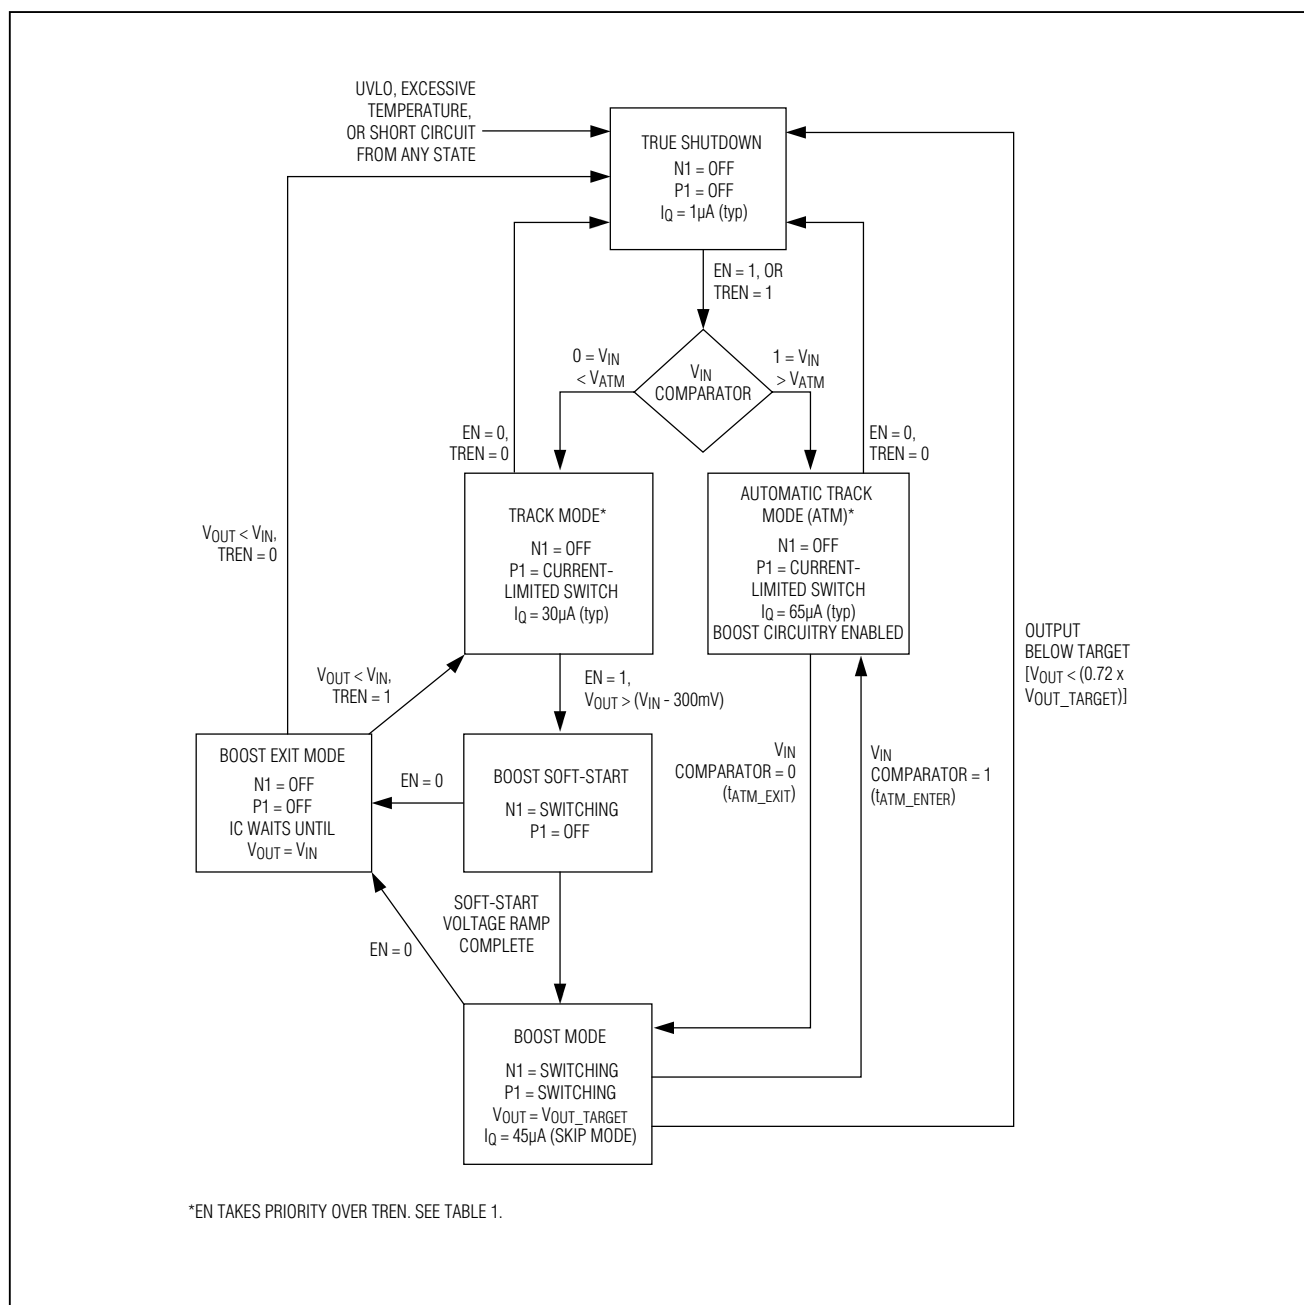 UVLO, EXCESSIVE
TEMPERATURE,
OR SHORT CIRCUIT
FROM ANY STATE
TRUE SHUTDOWN
N1 = OFF
P1 = OFF
IQ = 1µA (typ)
EN = 1, OR
TREN = 1
0 = VIN
< VATM
VIN
COMPARATOR
1 = VIN
> VATM
EN = 0,
TREN = 0
EN = 0,
TREN = 0
TRACK MODE*
N1 = OFF
P1 = CURRENT-
LIMITED SWITCH
IQ = 30µA (typ)
AUTOMATIC TRACK
MODE (ATM)*
N1 = OFF
P1 = CURRENT-
LIMITED SWITCH
IQ = 65µA (typ)
BOOST CIRCUITRY ENABLED
VOUT < VIN,
TREN = 0
OUTPUT
BELOW TARGET
[VOUT < (0.72 x
VOUT_TARGET)]
VOUT < VIN,
TREN = 1
EN = 1,
VOUT > (VIN - 300mV)
BOOST EXIT MODE
N1 = OFF
P1 = OFF
IC WAITS UNTIL
VOUT = VIN
EN = 0
BOOST SOFT-START
N1 = SWITCHING
P1 = OFF
VIN
COMPARATOR = 0
(tATM_EXIT)
VIN
COMPARATOR = 1
(tATM_ENTER)
SOFT-START
VOLTAGE RAMP
COMPLETE
EN = 0
BOOST MODE
N1 = SWITCHING
P1 = SWITCHING
VOUT = VOUT_TARGET
IQ = 45µA (SKIP MODE)
*EN TAKES PRIORITY OVER TREN. SEE TABLE 1.